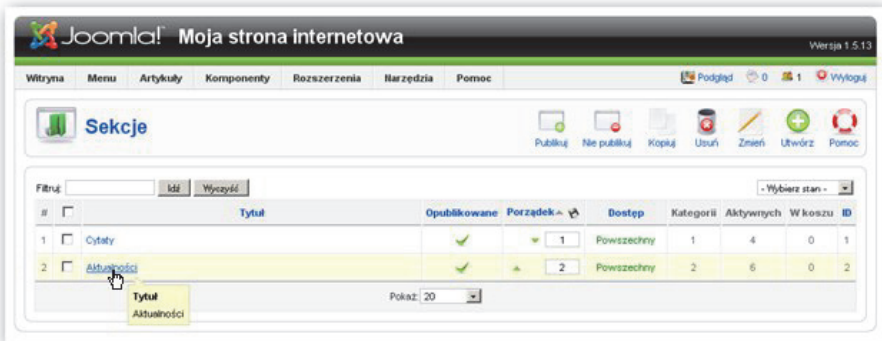 Joomla! Moja strona internetowa
Wersja 1.5.13
Witryna Menu Artykuły Komponenty Rozszerzenia Narzędzia Pomoc Podgląd 0 1 Wyloguj
Sekcje
Publikuj Nie publikuj Kopiuj Usuń Zmień Utwórz Pomoc
Filtruj: Idź Wyczyść - Wybierz stan -
# Tytuł Opublikowane Porządek Dostęp Kategorii Aktywnych W koszu ID
1 Cytaty 1 Powszechny 1 4 0 1
2 Aktualności 2 Powszechny 2 6 0 2
Pokaż: 20
Tytuł
Aktualności